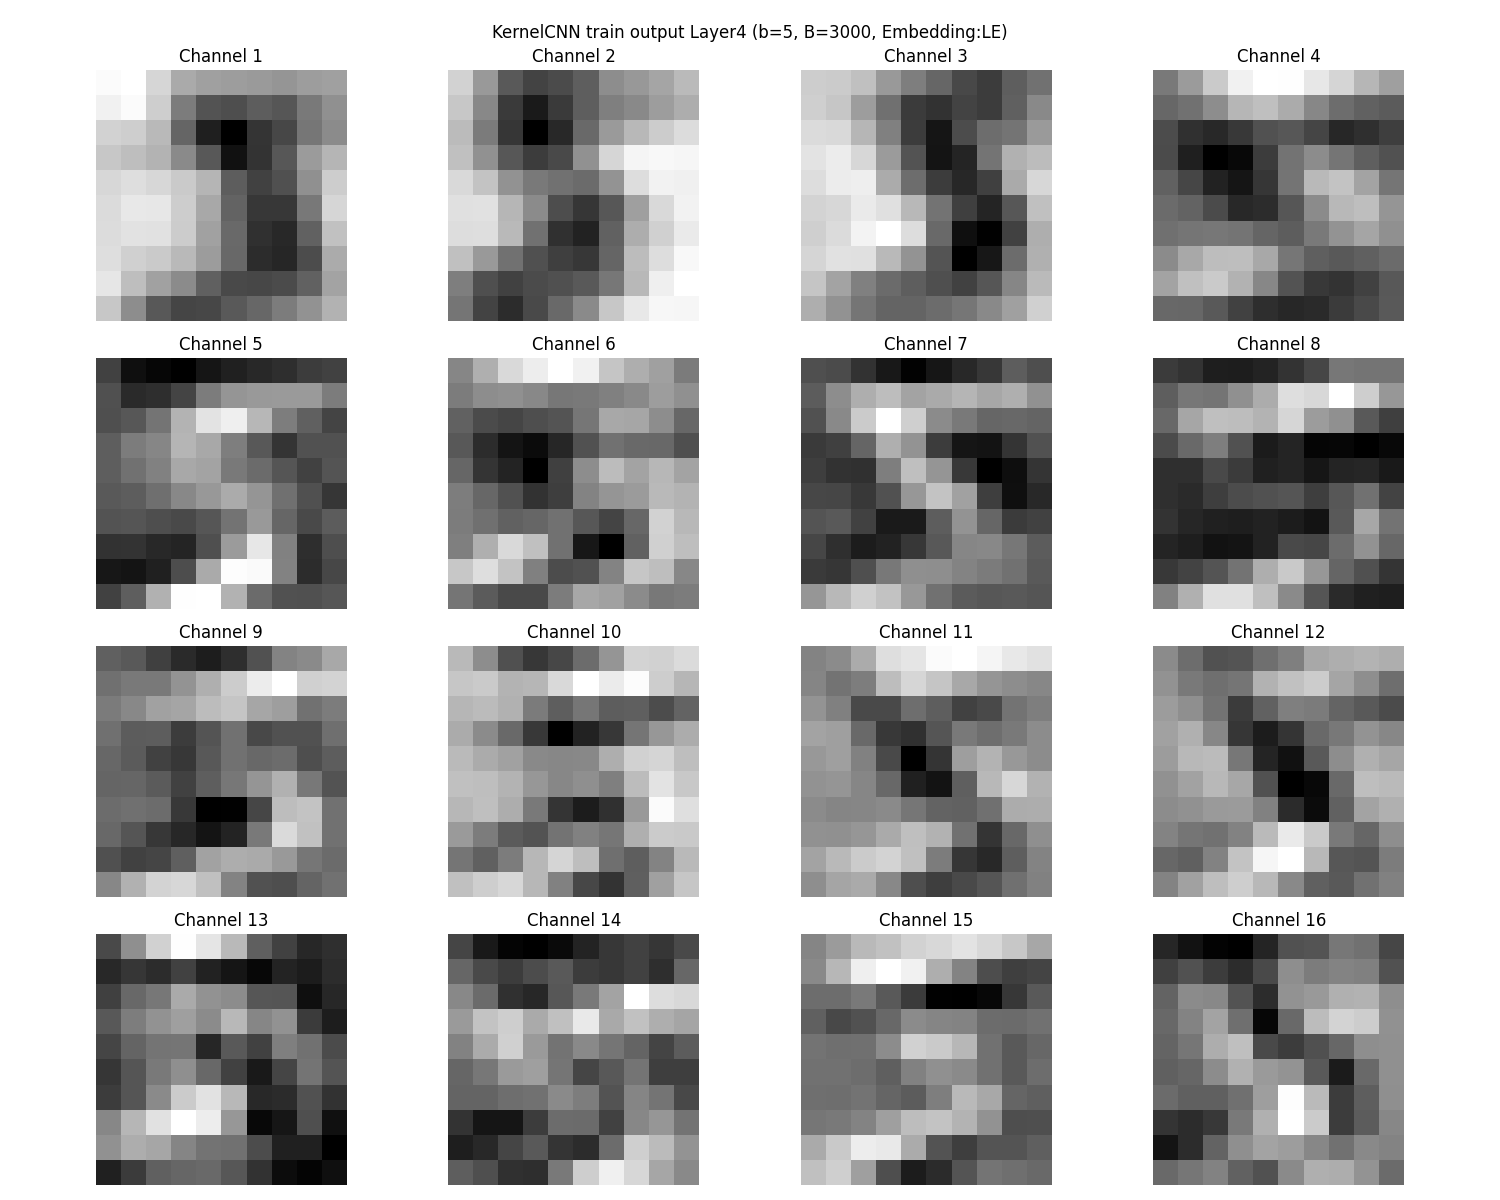 KernelCNN train output Layer4 (b=5, B=3000, Embedding:LE)
Channel 1
Channel 2
Channel 3
Channel 4
Channel 5
Channel 6
Channel 7
Channel 8
Channel 9
Channel 10
Channel 11
Channel 12
Channel 13
Channel 14
Channel 15
Channel 16